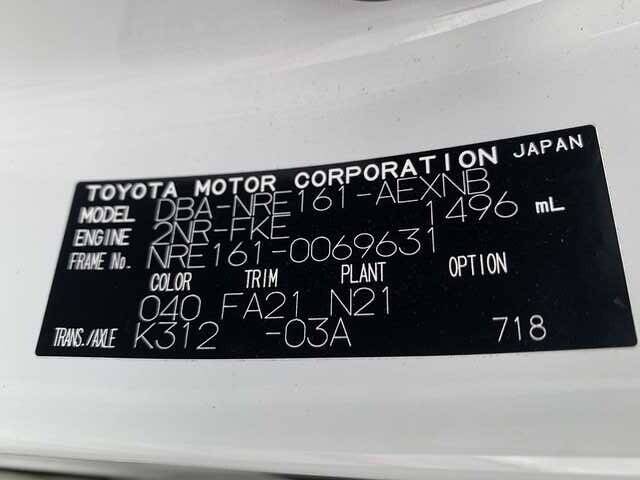 TOYOTA MOTOR CORPORATION JAPAN
MODEL DBA-NRE161-AEXNB
ENGINE 2NR-FKE 1496 mL
FRAME No. NRE161-0069631
COLOR TRIM PLANT OPTION
040 FA21 N21
TRANS./AXLE K312 -03A 718